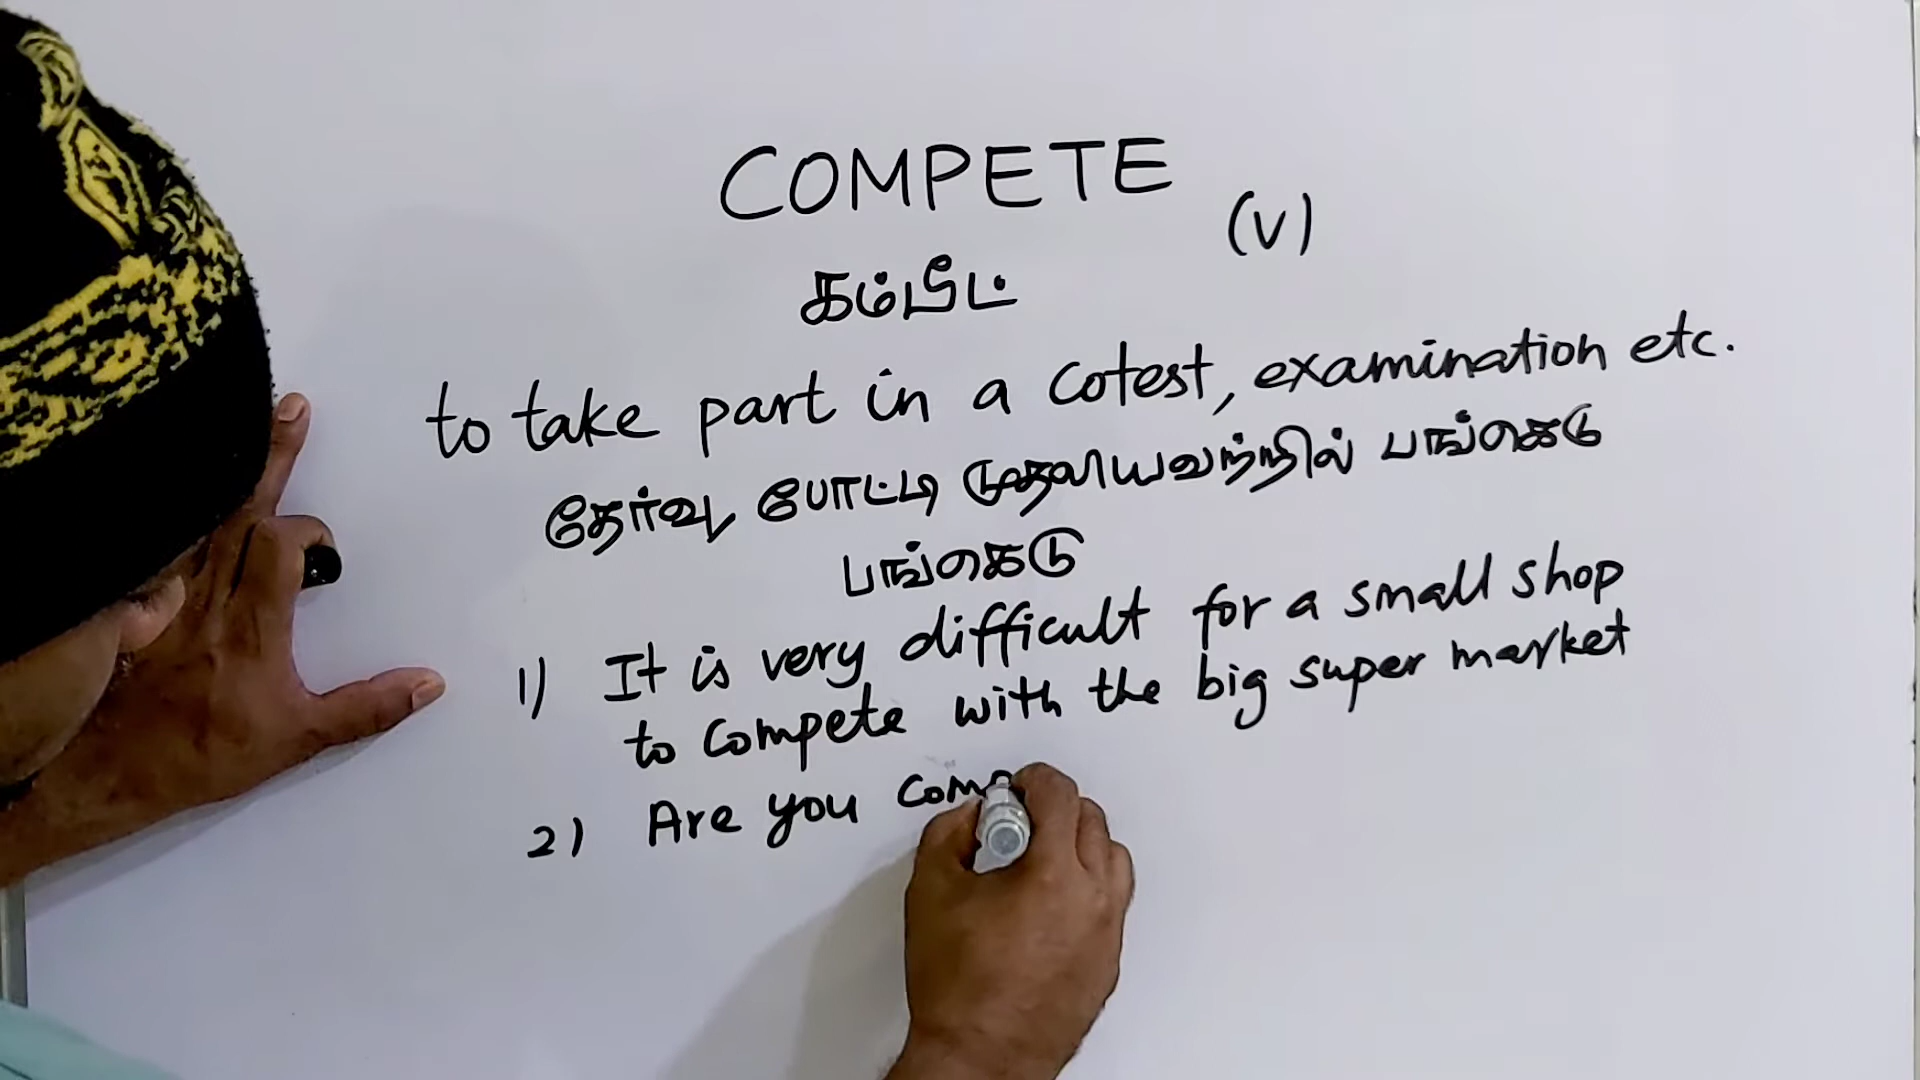 COMPETE
(V)
கம்பீட்
to take part in a cotest, examination etc.
தேர்வு போட்டி முதலியவற்றில் பங்கெடு
பங்கெடு
1) It is very difficult for a small shop
to compete with the big super market
2) Are you comp